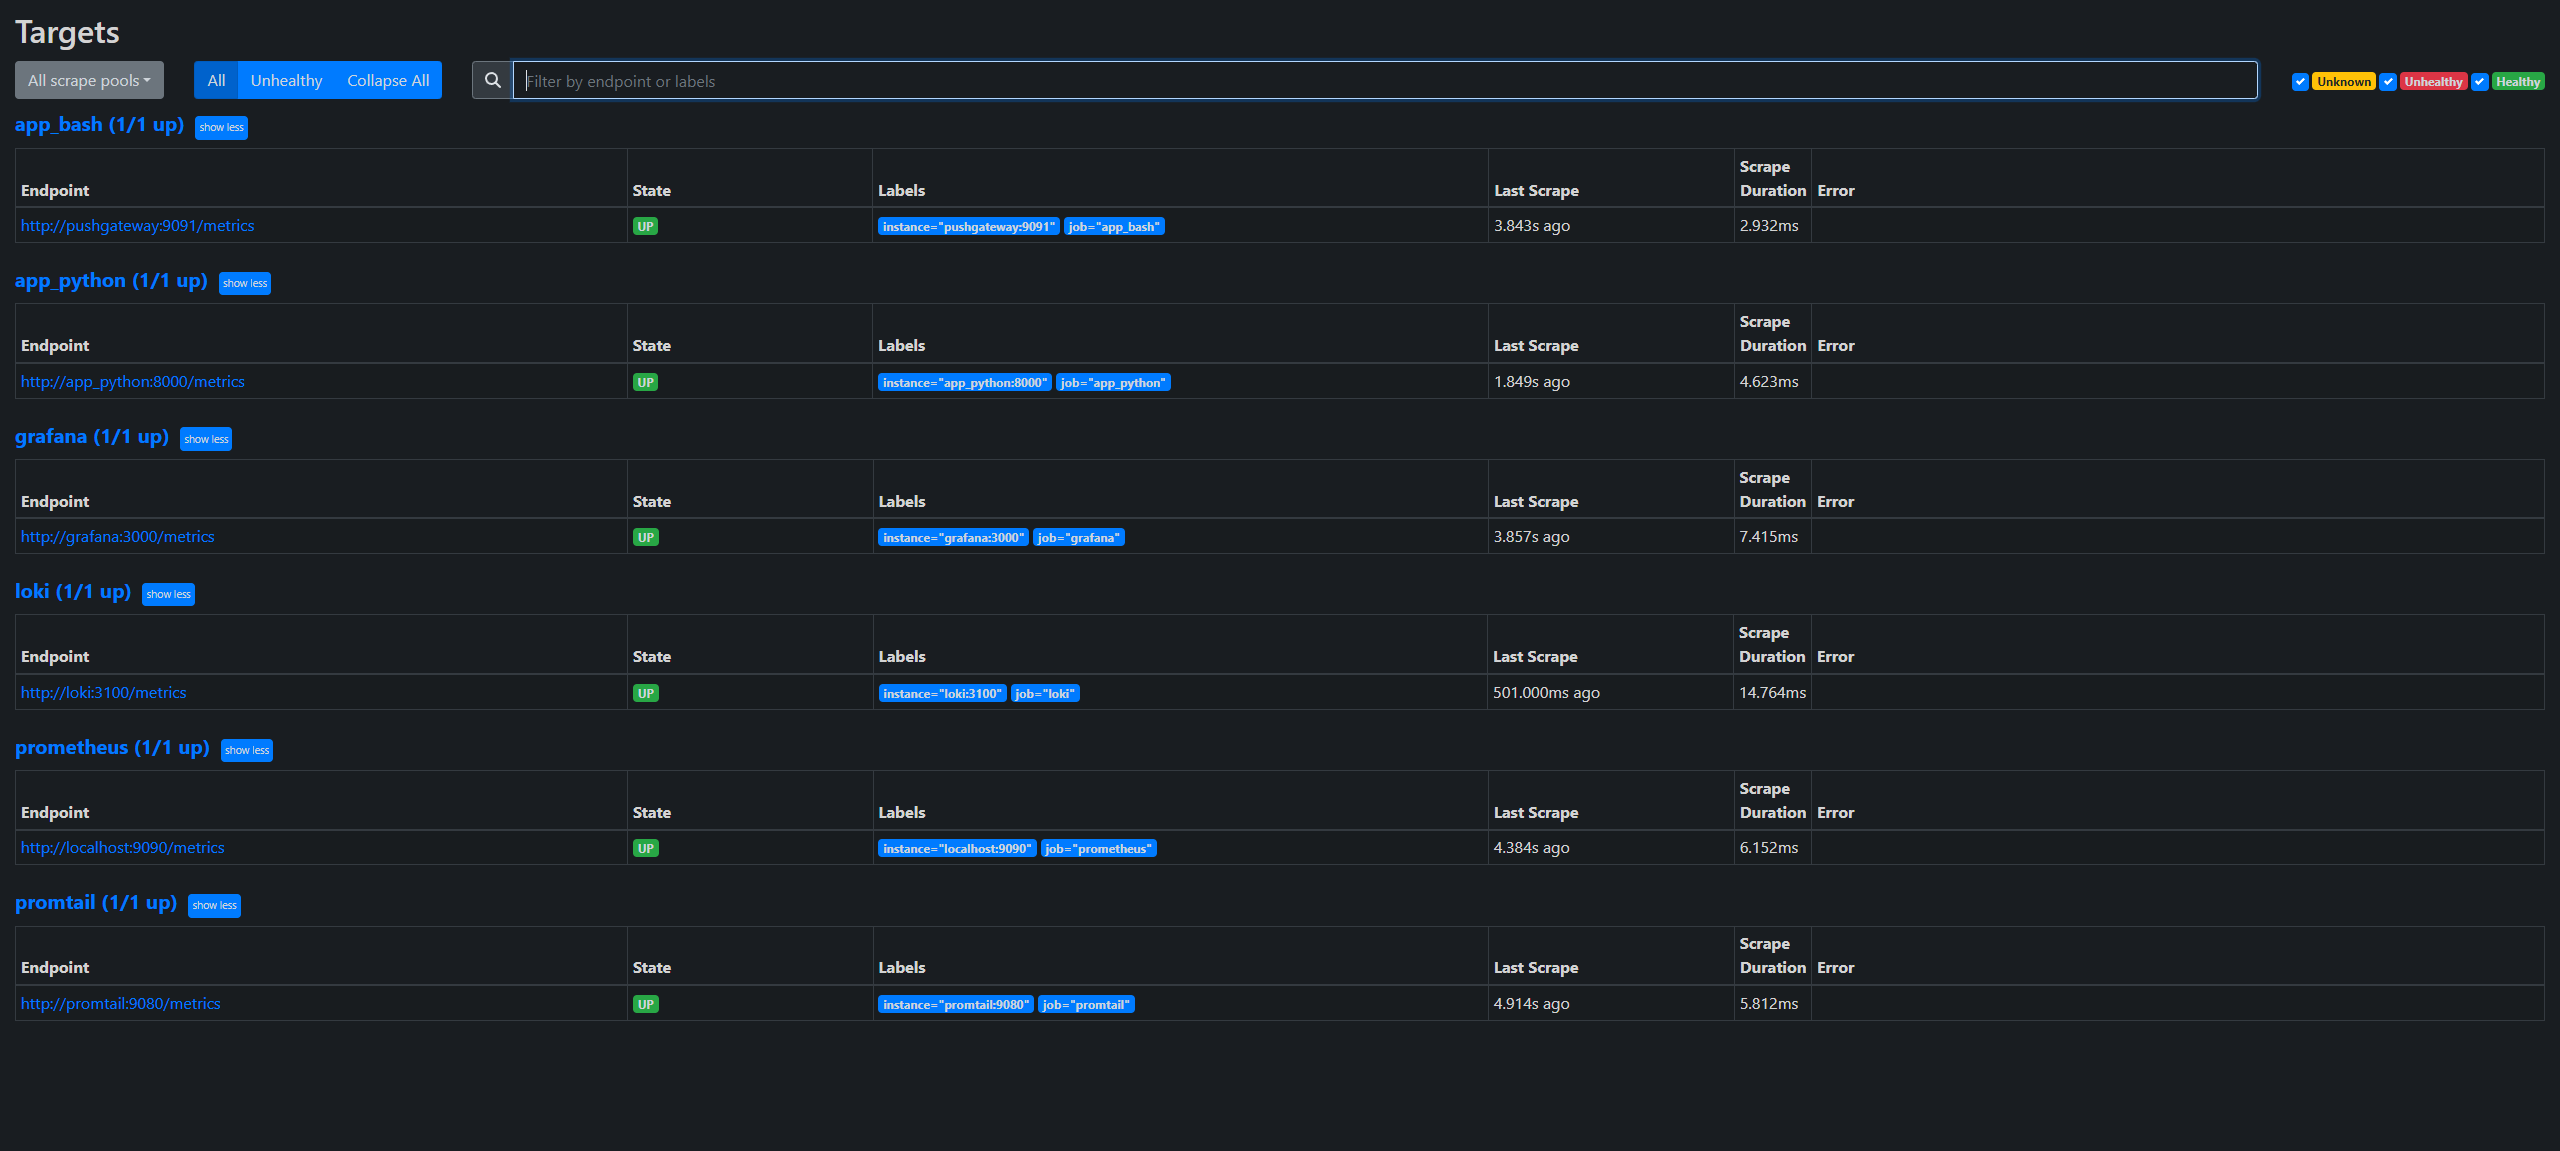 Targets
All scrape pools All Unhealthy Collapse All Filter by endpoint or labels Unknown Unhealthy Healthy
app_bash (1/1 up) show less
Endpoint State Labels Last Scrape Scrape Duration Error
http://pushgateway:9091/metrics UP instance="pushgateway:9091" job="app_bash" 3.843s ago 2.932ms
app_python (1/1 up) show less
Endpoint State Labels Last Scrape Scrape Duration Error
http://app_python:8000/metrics UP instance="app_python:8000" job="app_python" 1.849s ago 4.623ms
grafana (1/1 up) show less
Endpoint State Labels Last Scrape Scrape Duration Error
http://grafana:3000/metrics UP instance="grafana:3000" job="grafana" 3.857s ago 7.415ms
loki (1/1 up) show less
Endpoint State Labels Last Scrape Scrape Duration Error
http://loki:3100/metrics UP instance="loki:3100" job="loki" 501.000ms ago 14.764ms
prometheus (1/1 up) show less
Endpoint State Labels Last Scrape Scrape Duration Error
http://localhost:9090/metrics UP instance="localhost:9090" job="prometheus" 4.384s ago 6.152ms
promtail (1/1 up) show less
Endpoint State Labels Last Scrape Scrape Duration Error
http://promtail:9080/metrics UP instance="promtail:9080" job="promtail" 4.914s ago 5.812ms